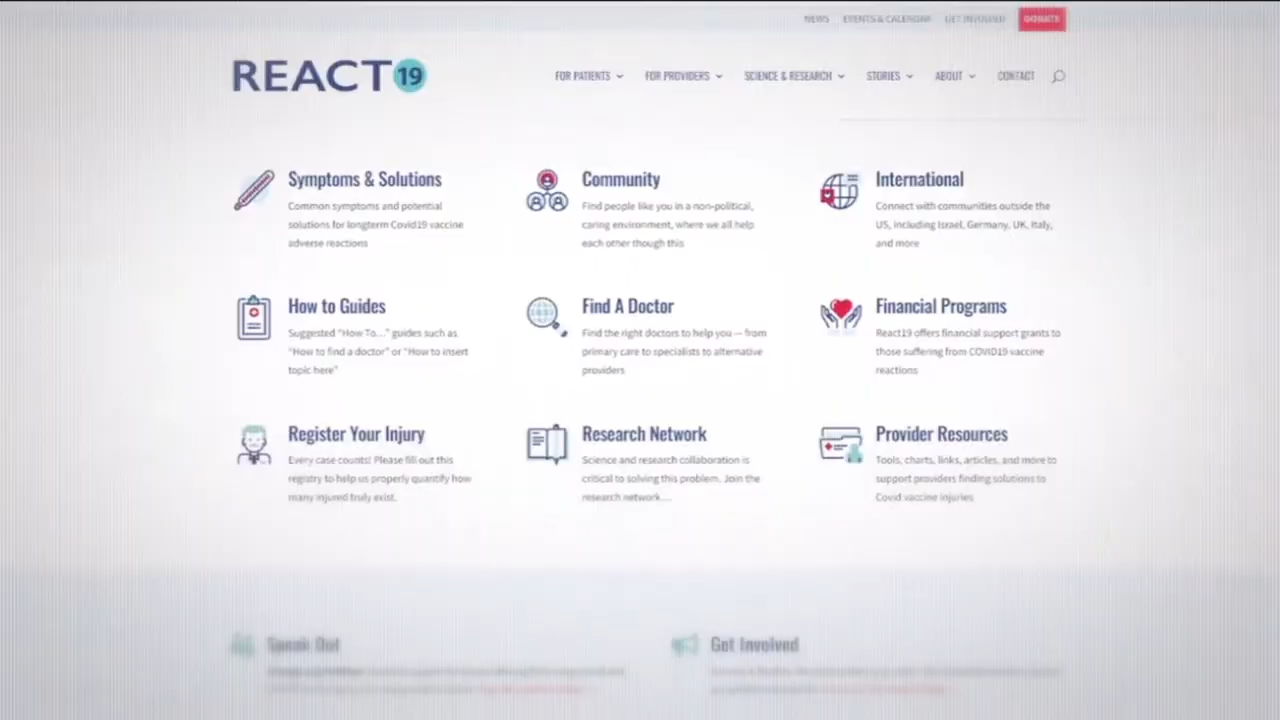 NEWS EVENTS & CALENDAR GET INVOLVED DONATE
REACT19
FOR PATIENTS FOR PROVIDERS SCIENCE & RESEARCH STORIES ABOUT CONTACT
Symptoms & Solutions
Common symptoms and potential
solutions for longterm Covid19 vaccine
adverse reactions
Community
Find people like you in a non-political,
caring environment, where we all help
each other though this
International
Connect with communities outside the
US, including Israel, Germany, UK, Italy,
and more
How to Guides
Suggested "How To..." guides such as
"How to find a doctor" or "How to insert
topic here"
Find A Doctor
Find the right doctors to help you — from
primary care to specialists to alternative
providers
Financial Programs
React19 offers financial support grants to
those suffering from COVID19 vaccine
reactions
Register Your Injury
Every case counts! Please fill out this
registry to help us properly quantify how
many injured truly exist.
Research Network
Science and research collaboration is
critical to solving this problem. Join the
research network....
Provider Resources
Tools, charts, links, articles, and more to
support providers finding solutions to
Covid vaccine injuries
Speak Out
Get Involved